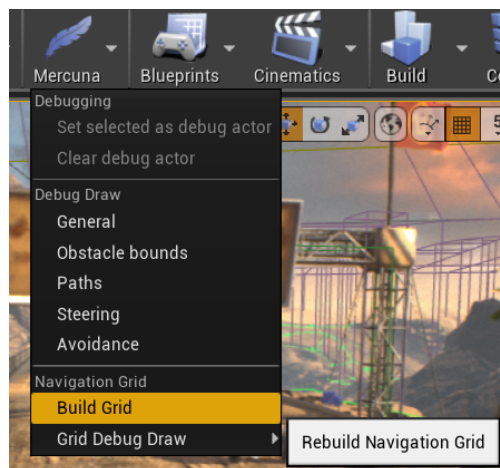 Mercuna
Blueprints
Cinematics
Build
Debugging
Set selected as debug actor
Clear debug actor
Debug Draw
General
Obstacle bounds
Paths
Steering
Avoidance
Navigation Grid
Build Grid
Grid Debug Draw
Rebuild Navigation Grid